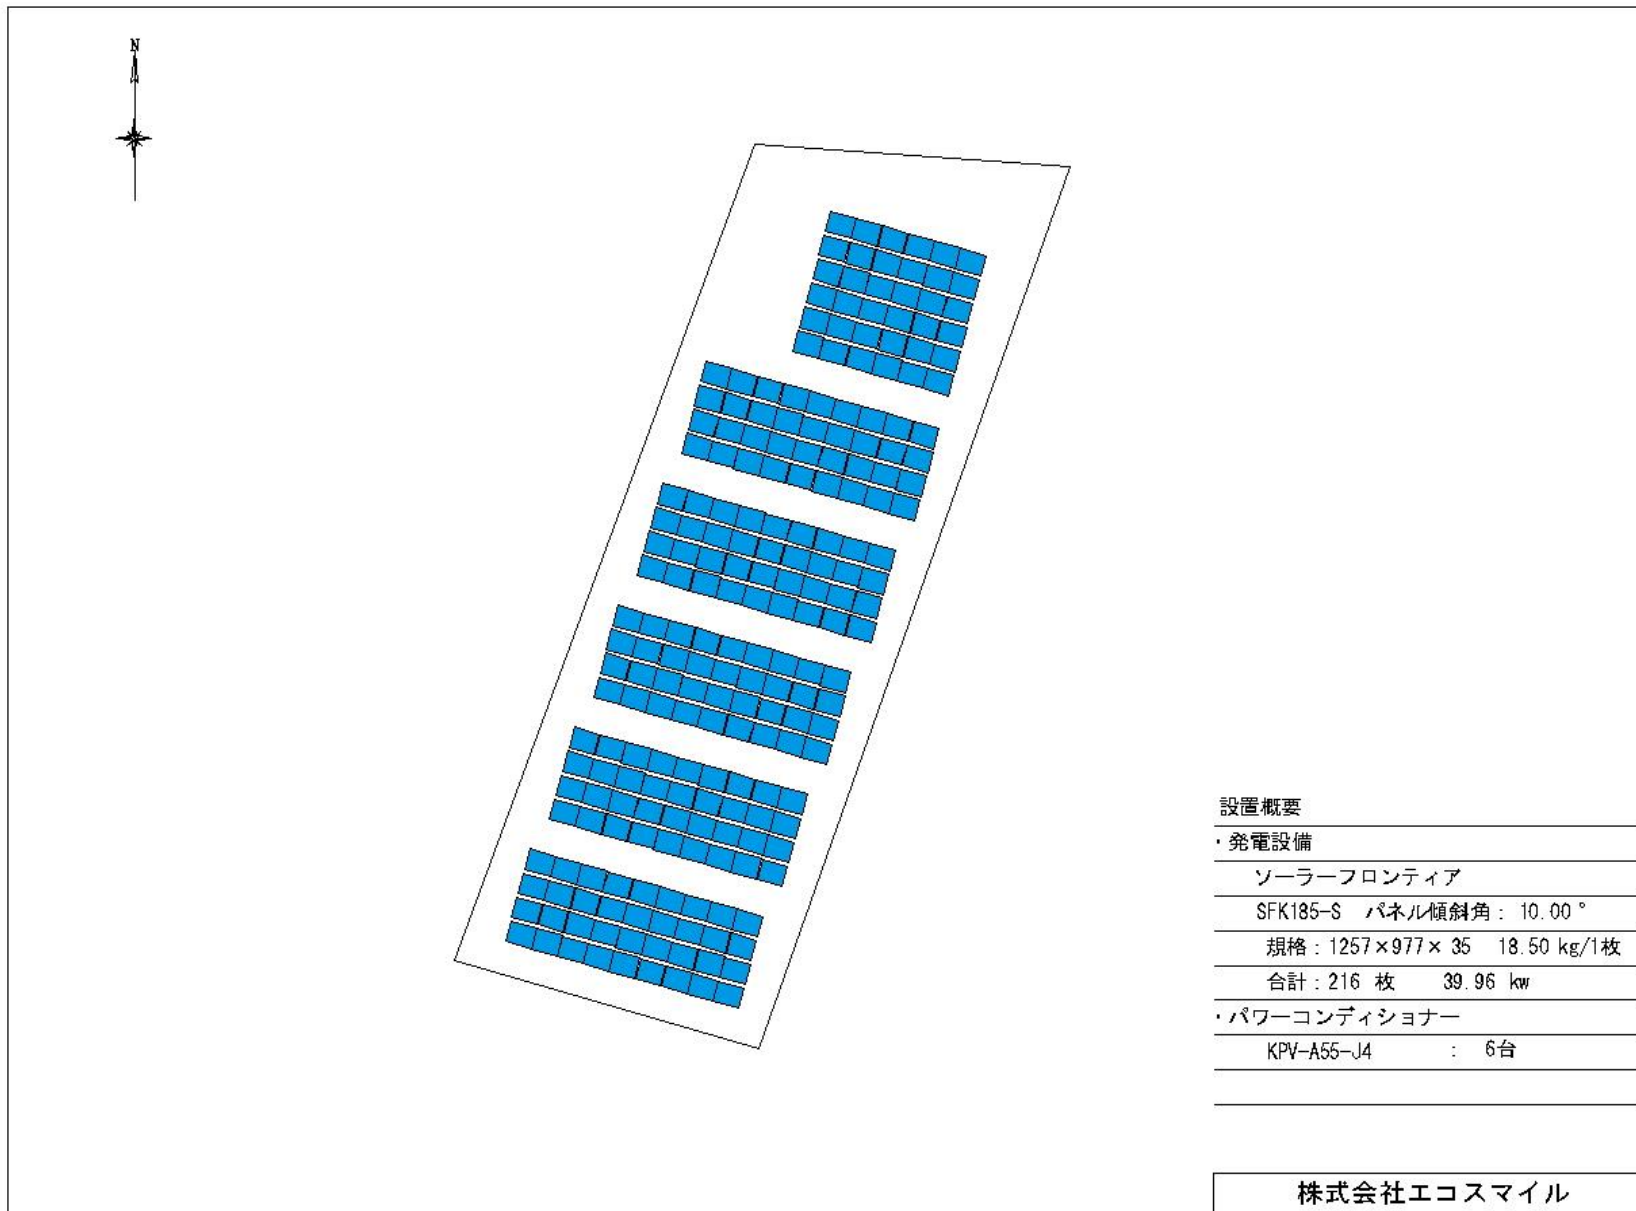 N
設置概要
・発電設備
ソーラーフロンティア
SFK185-S パネル傾斜角：10.00°
規格：1257×977×35 18.50 kg/1枚
合計：216 枚 39.96 kw
・パワーコンディショナー
KPV-A55-J4 ： 6台
株式会社エコスマイル